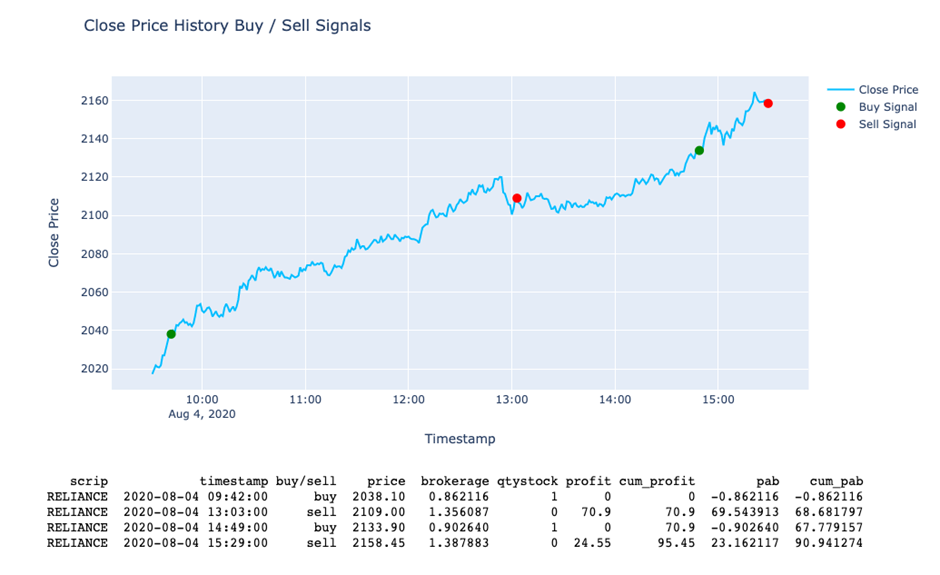 Close Price History Buy / Sell Signals
Close Price
Buy Signal
Sell Signal
2160
2140
2120
2100
2080
2060
2040
2020
Close Price
10:00 11:00 12:00 13:00 14:00 15:00
Aug 4, 2020
Timestamp
scrip timestamp buy/sell price brokerage qtystock profit cum_profit pab cum_pab
RELIANCE 2020-08-04 09:42:00 buy 2038.10 0.862116 1 0 0 -0.862116 -0.862116
RELIANCE 2020-08-04 13:03:00 sell 2109.00 1.356087 0 70.9 70.9 69.543913 68.681797
RELIANCE 2020-08-04 14:49:00 buy 2133.90 0.902640 1 0 70.9 -0.902640 67.779157
RELIANCE 2020-08-04 15:29:00 sell 2158.45 1.387883 0 24.55 95.45 23.162117 90.941274